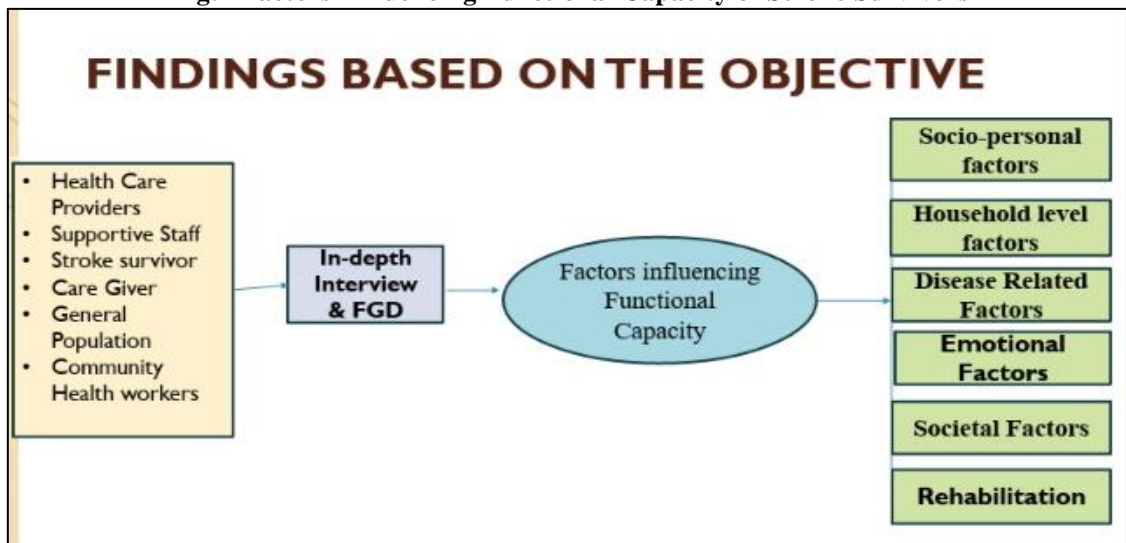 FINDINGS BASED ON THE OBJECTIVE
• Health Care
Providers
• Supportive Staff
• Stroke survivor
• Care Giver
• General
Population
• Community
Health workers
In-depth
Interview
& FGD
Factors influencing
Functional
Capacity
Socio-personal
factors
Household level
factors
Disease Related
Factors
Emotional
Factors
Societal Factors
Rehabilitation